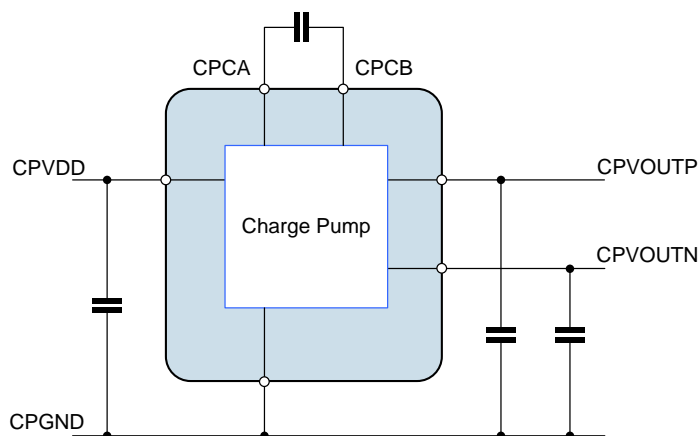 CPCA
CPCB
CPVDD
CPVOUTP
Charge Pump
CPVOUTN
CPGND